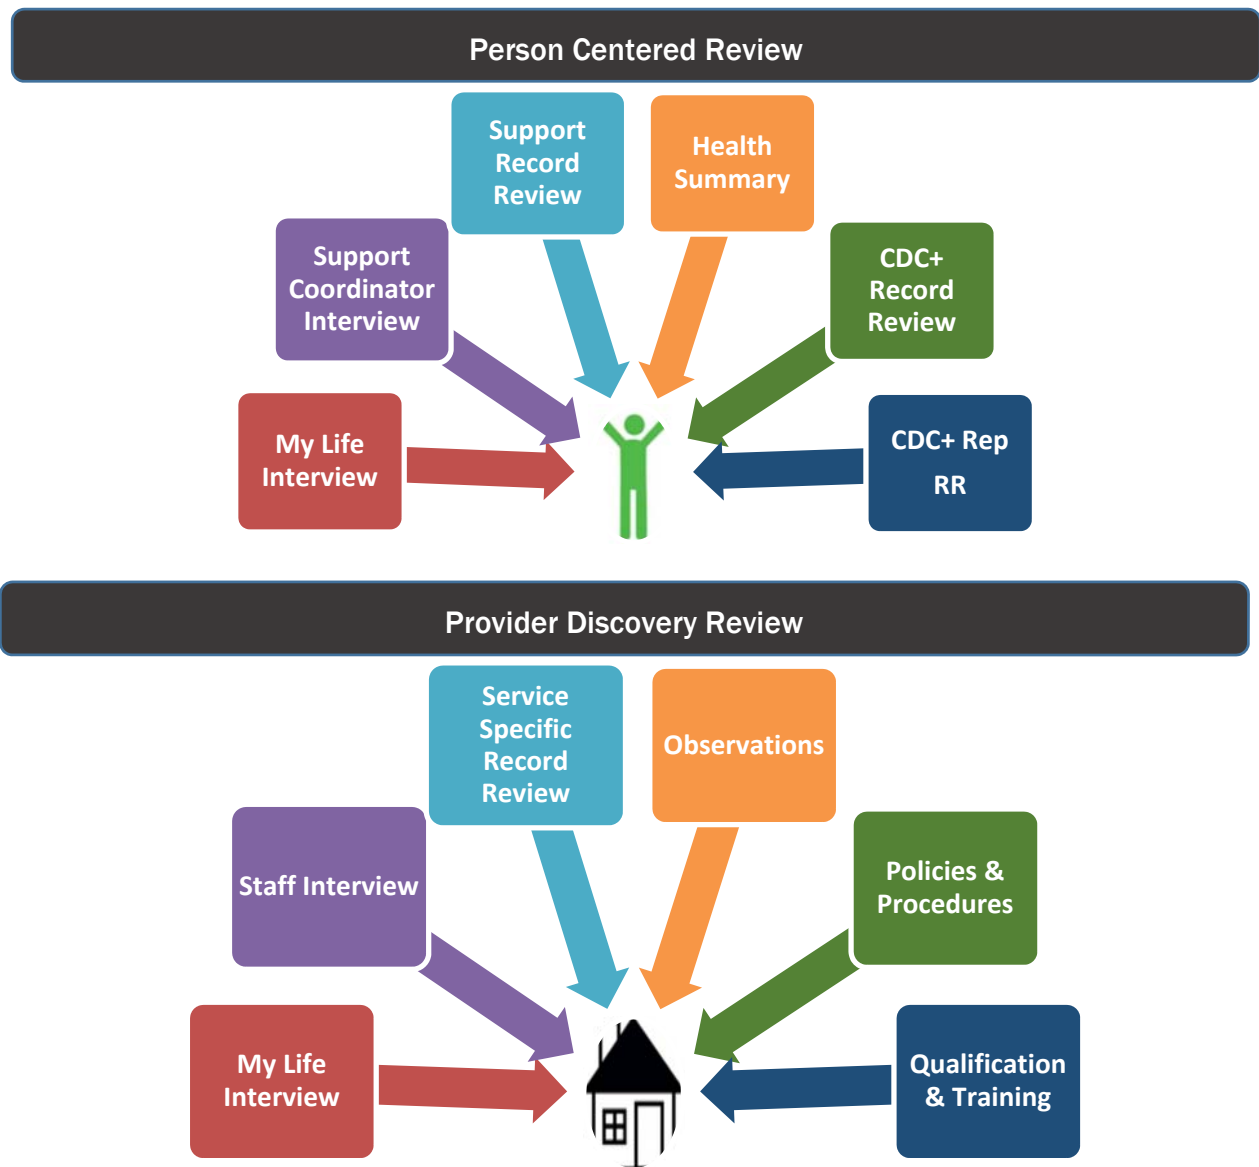 Person Centered Review
Support
Record
Review
Health
Summary
Support
Coordinator
Interview
CDC+
Record
Review
My Life
Interview
CDC+ Rep
RR
Provider Discovery Review
Service
Specific
Record
Review
Observations
Staff Interview
Policies &
Procedures
My Life
Interview
Qualification
& Training